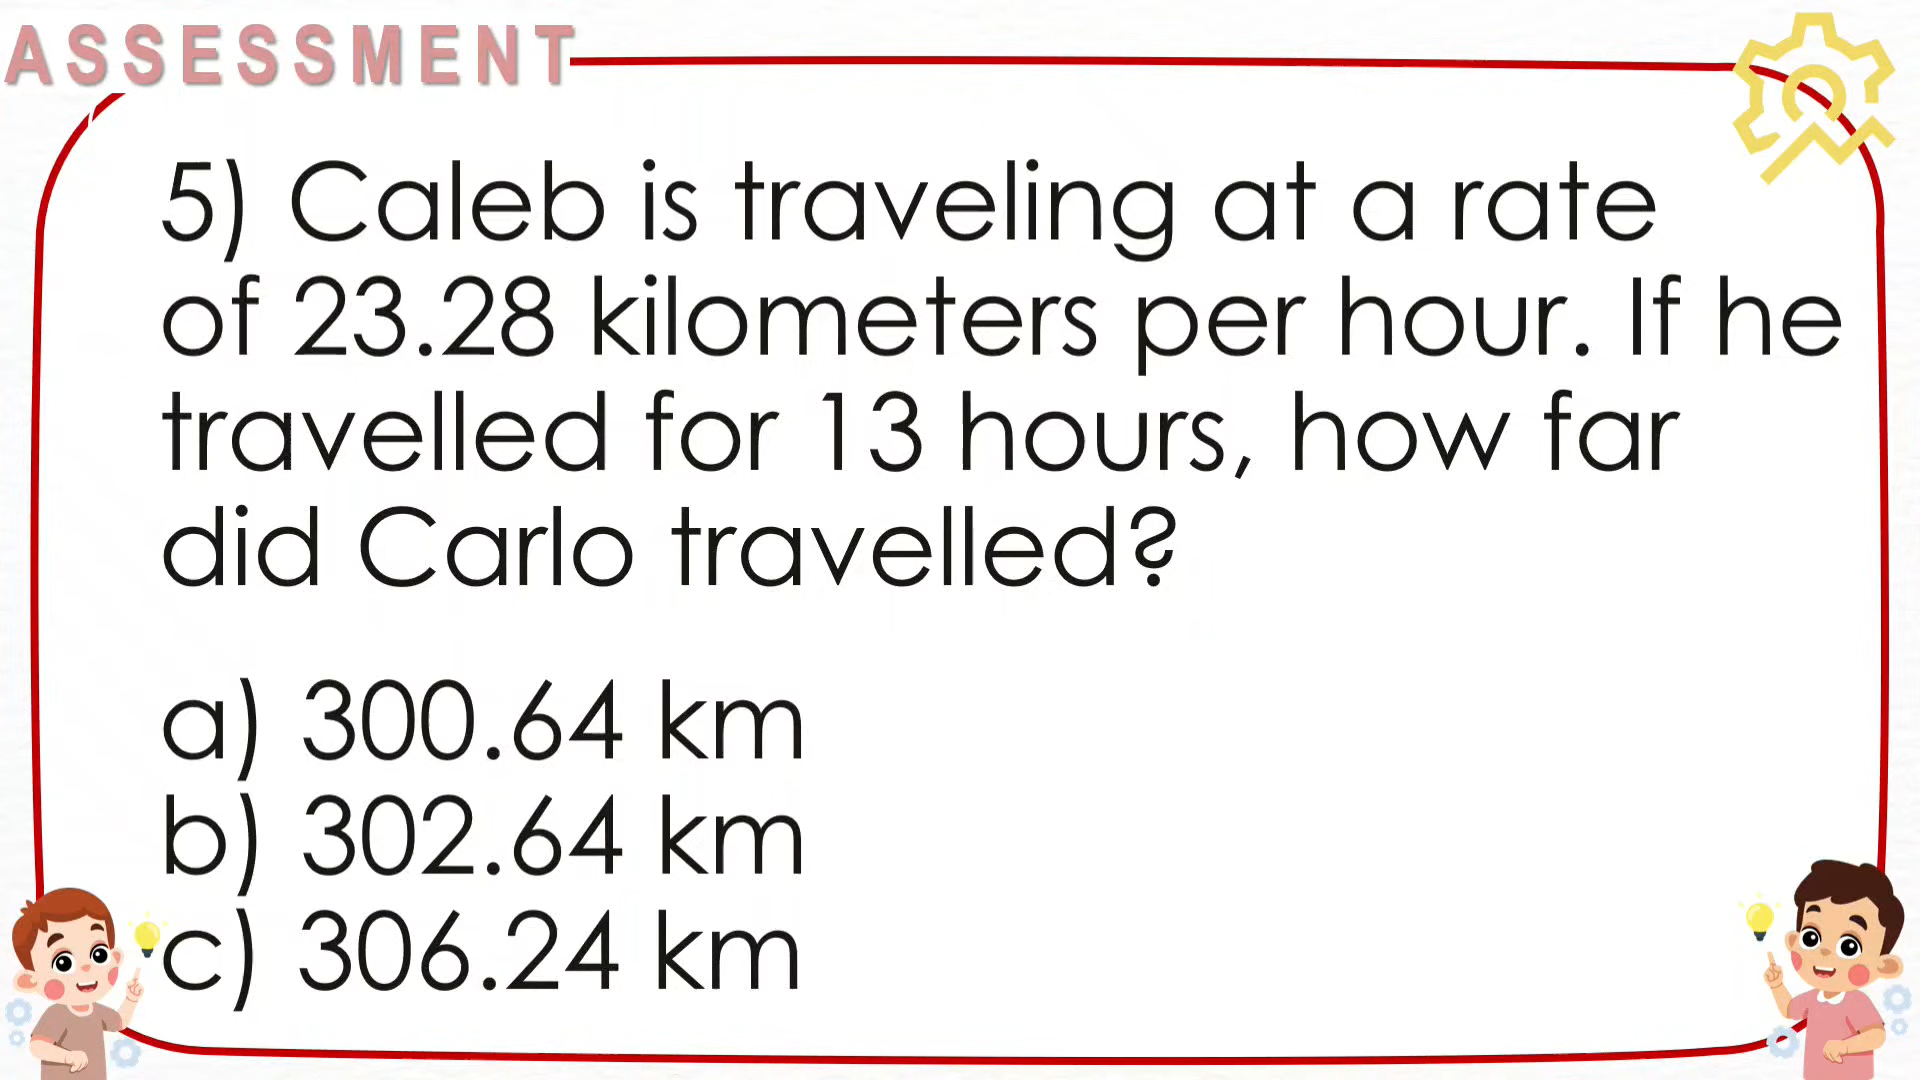 ASSESSMENT
5) Caleb is traveling at a rate
of 23.28 kilometers per hour. If he
travelled for 13 hours, how far
did Carlo travelled?
a) 300.64 km
b) 302.64 km
c) 306.24 km